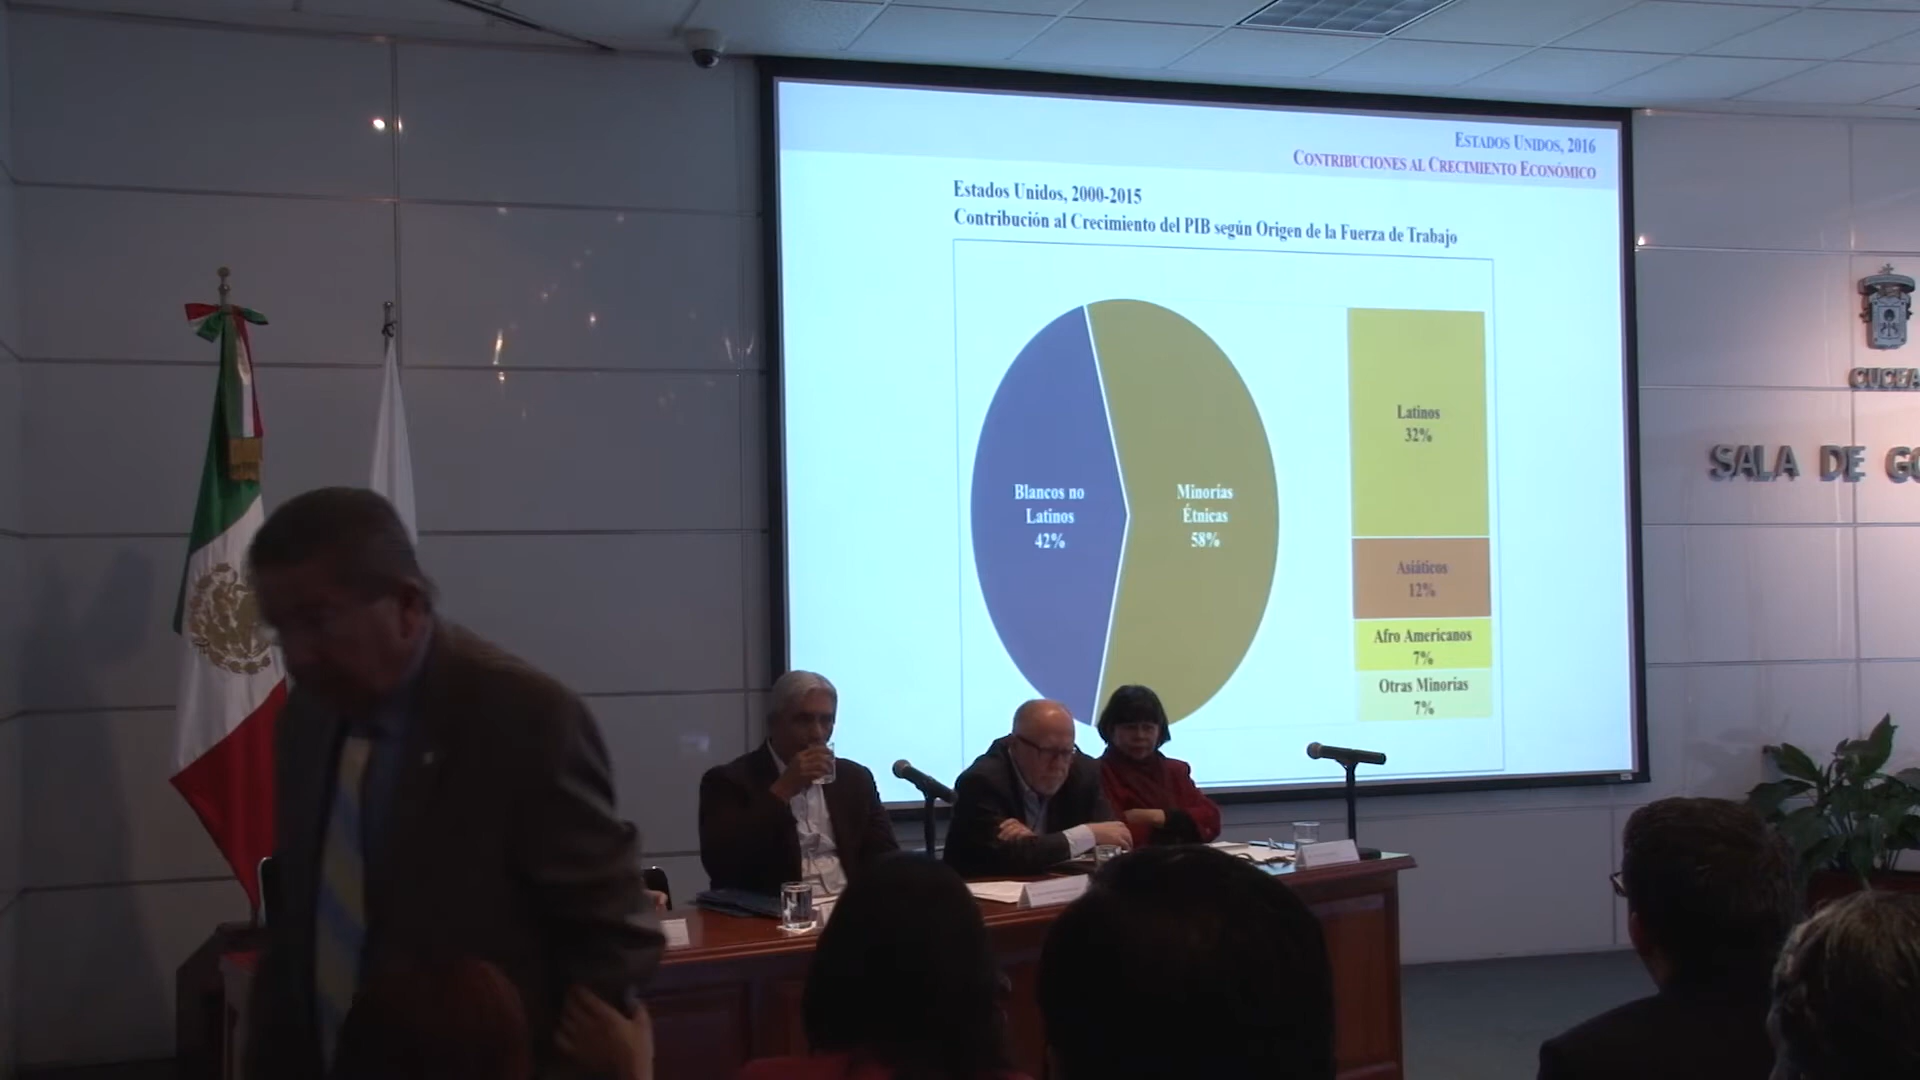 ESTADOS UNIDOS, 2016
CONTRIBUCIONES AL CRECIMIENTO ECONÓMICO
Estados Unidos, 2000-2015
Contribución al Crecimiento del PIB según Origen de la Fuerza de Trabajo
Blancos no
Latinos
42%
Minorías
Étnicas
58%
Latinos
32%
Asiáticos
12%
Afro Americanos
7%
Otras Minorías
7%
CUCEA
SALA DE GO